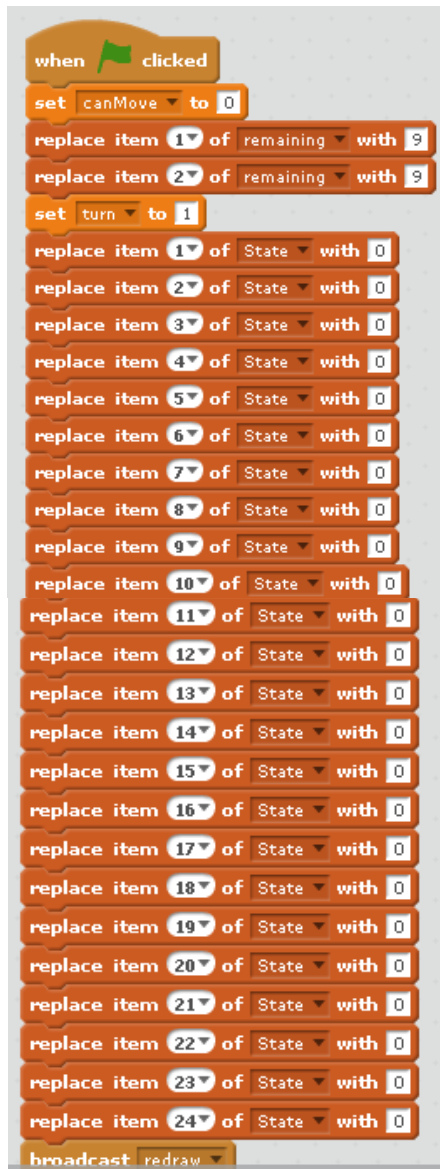 when clicked
set canMove to 0
replace item 1 of remaining with 9
replace item 2 of remaining with 9
set turn to 1
replace item 1 of State with 0
replace item 2 of State with 0
replace item 3 of State with 0
replace item 4 of State with 0
replace item 5 of State with 0
replace item 6 of State with 0
replace item 7 of State with 0
replace item 8 of State with 0
replace item 9 of State with 0
replace item 10 of State with 0
replace item 11 of State with 0
replace item 12 of State with 0
replace item 13 of State with 0
replace item 14 of State with 0
replace item 15 of State with 0
replace item 16 of State with 0
replace item 17 of State with 0
replace item 18 of State with 0
replace item 19 of State with 0
replace item 20 of State with 0
replace item 21 of State with 0
replace item 22 of State with 0
replace item 23 of State with 0
replace item 24 of State with 0
broadcast redraw